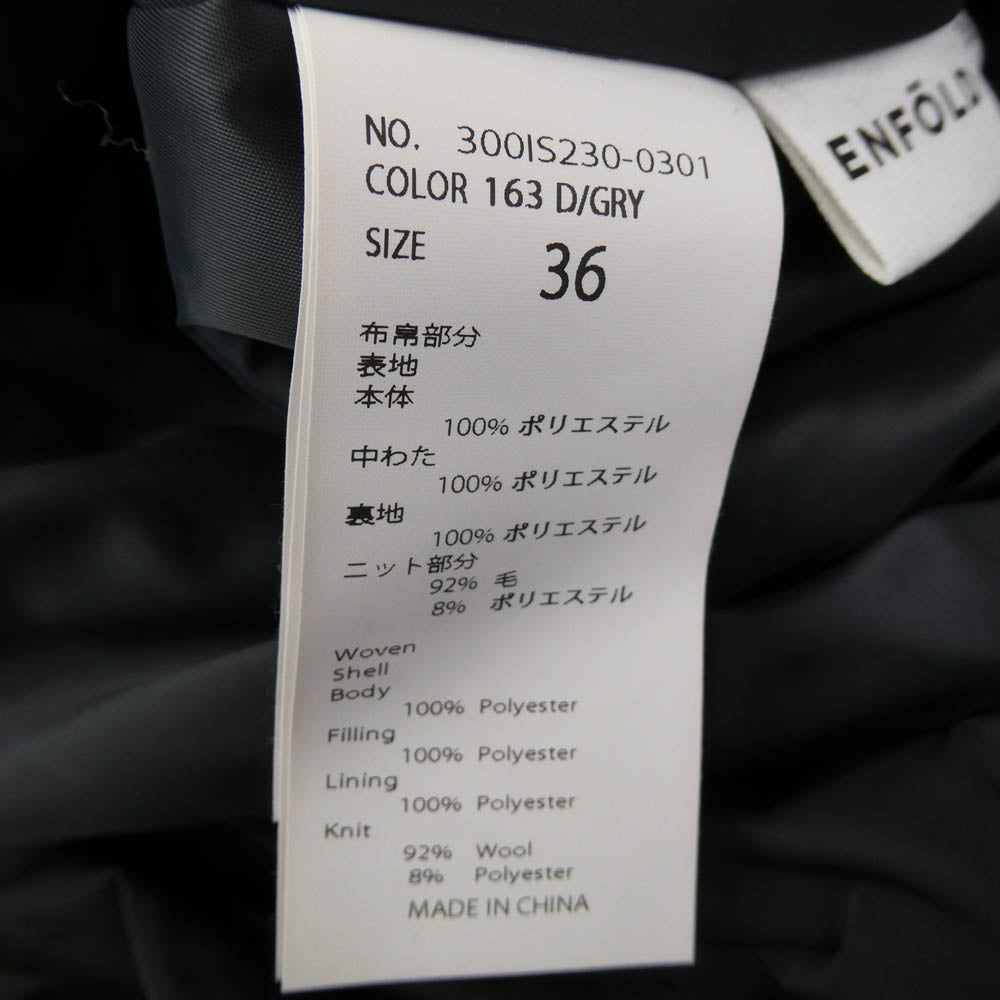 NO. 300IS230-0301
COLOR 163 D/GRY
SIZE 36
布帛部分
表地
本体
100% ポリエステル
中わた
100% ポリエステル
裏地
100% ポリエステル
ニット部分
92% 毛
8% ポリエステル
Woven
Shell
Body
100% Polyester
Filling
100% Polyester
Lining
100% Polyester
Knit
92% Wool
8% Polyester
MADE IN CHINA
ENFÖLD